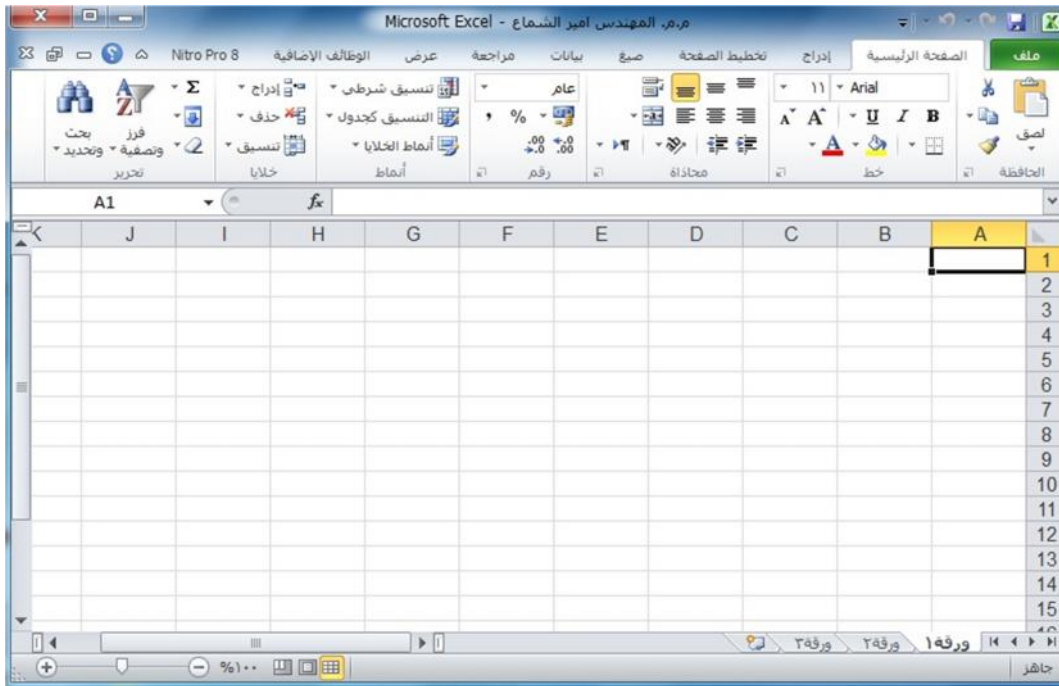 م.م. المهندس امير الشماع - Microsoft Excel
ملف الصفحة الرئيسية إدراج تخطيط الصفحة صيغ بيانات مراجعة عرض الوظائف الإضافية Nitro Pro 8
لصق
Arial ١١
B I U
عام
%
تنسيق شرطي
التنسيق كجدول
أنماط الخلايا
إدراج
حذف
تنسيق
Σ
فرز وتصفية
بحث وتحديد
الحافظة خط محاذاة رقم أنماط خلايا تحرير
A1 fx
A B C D E F G H I J K
1
2
3
4
5
6
7
8
9
10
11
12
13
14
15
ورقة١ ورقة٢ ورقة٣
جاهز %١٠٠